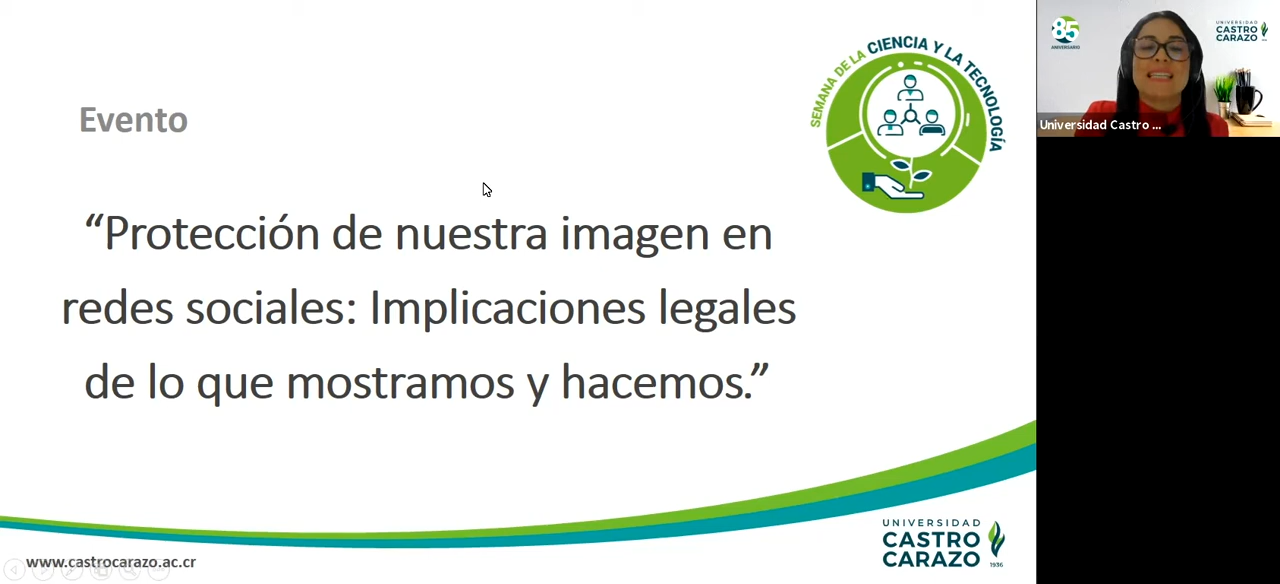 Evento
SEMANA DE LA CIENCIA Y LA TECNOLOGÍA
“Protección de nuestra imagen en
redes sociales: Implicaciones legales
de lo que mostramos y hacemos.”
UNIVERSIDAD
CASTRO
CARAZO
1936
www.castrocarazo.ac.cr
85
ANIVERSARIO
UNIVERSIDAD
CASTRO
CARAZO
Universidad Castro ...